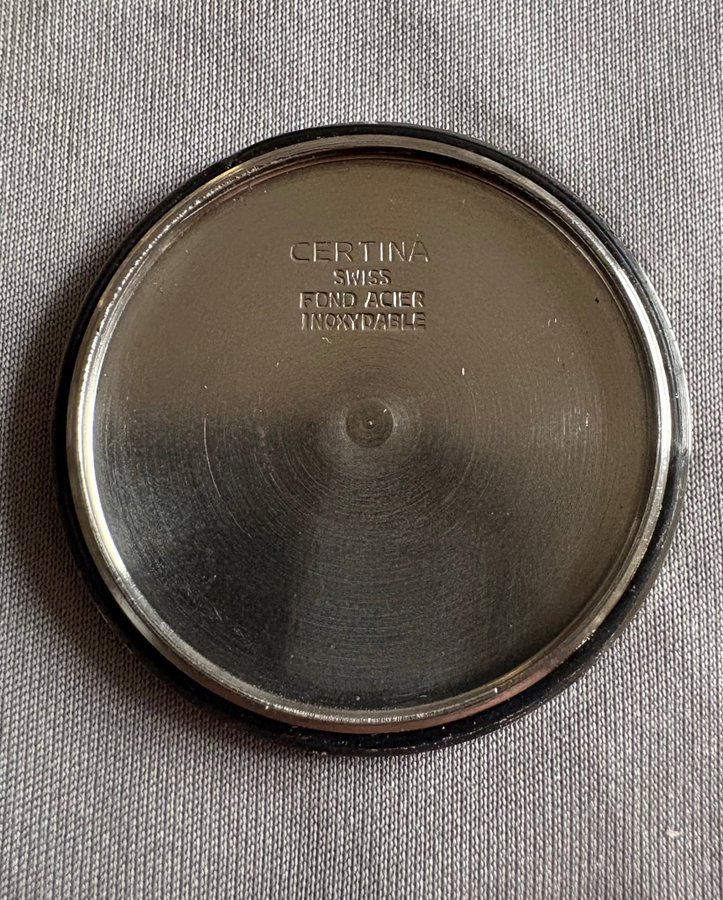 CERTINA
SWISS
FOND ACIER
INOXYDABLE